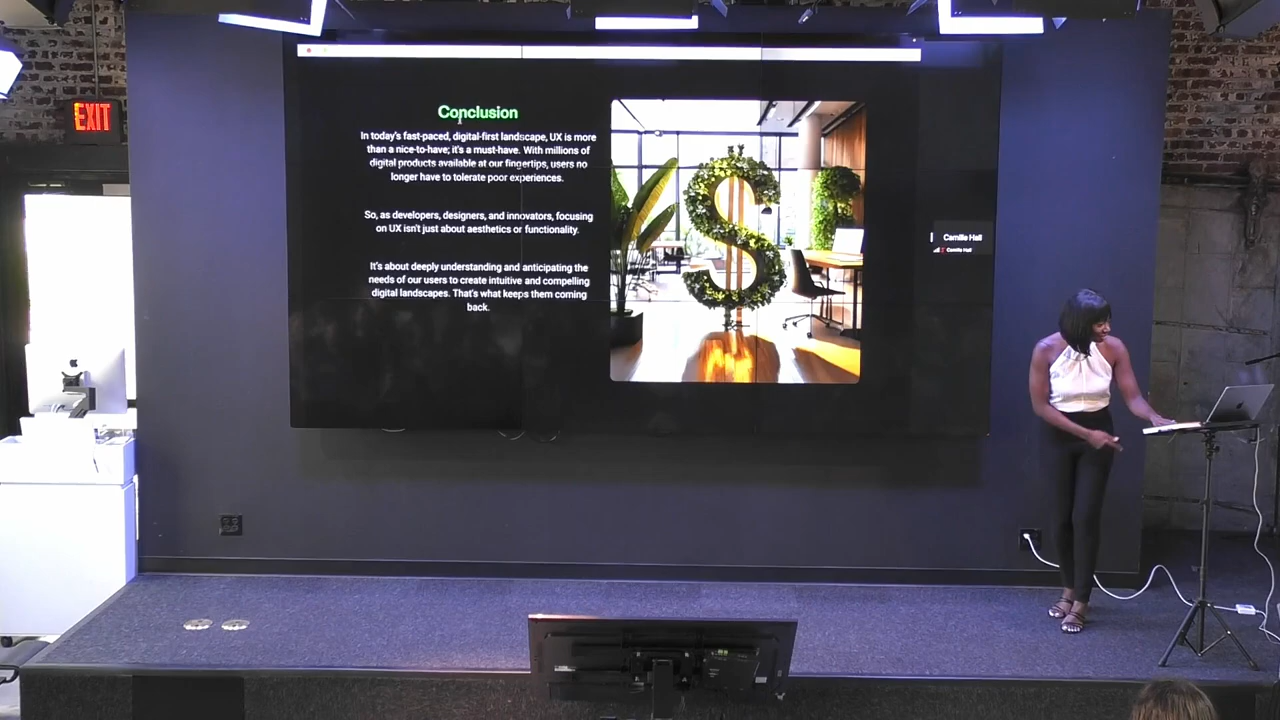 EXIT
Conclusion
In today's fast-paced, digital-first landscape, UX is more
than a nice-to-have; it's a must-have. With millions of
digital products available at our fingertips, users no
longer have to tolerate poor experiences.
So, as developers, designers, and innovators, focusing
on UX isn't just about aesthetics or functionality.
It's about deeply understanding and anticipating the
needs of our users to create intuitive and compelling
digital landscapes. That's what keeps them coming
back.
Camille Hall
Camille Hall